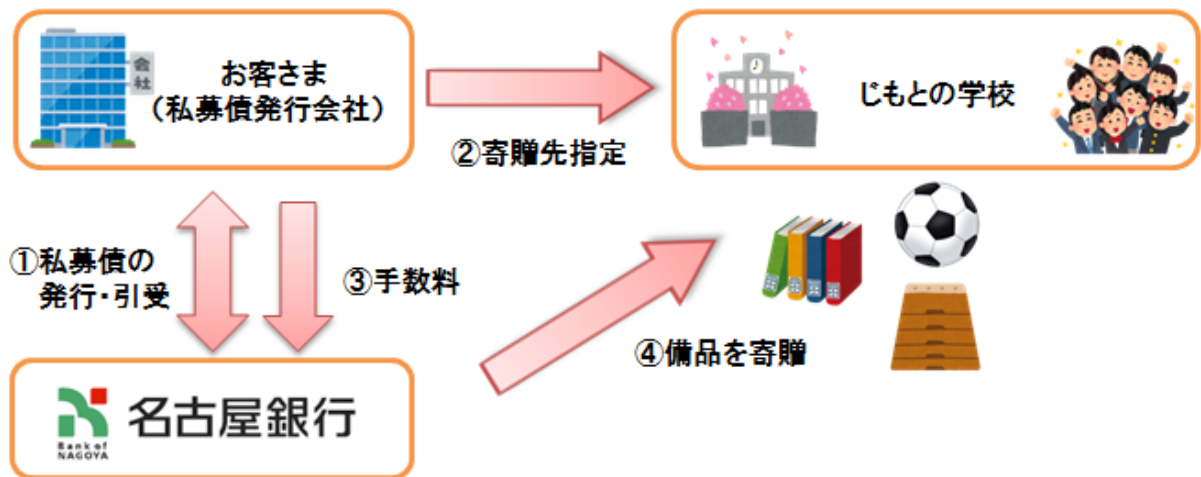 会社
お客さま
（私募債発行会社）
じもとの学校
②寄贈先指定
①私募債の
発行・引受
③手数料
④備品を寄贈
Bank of
NAGOYA
名古屋銀行